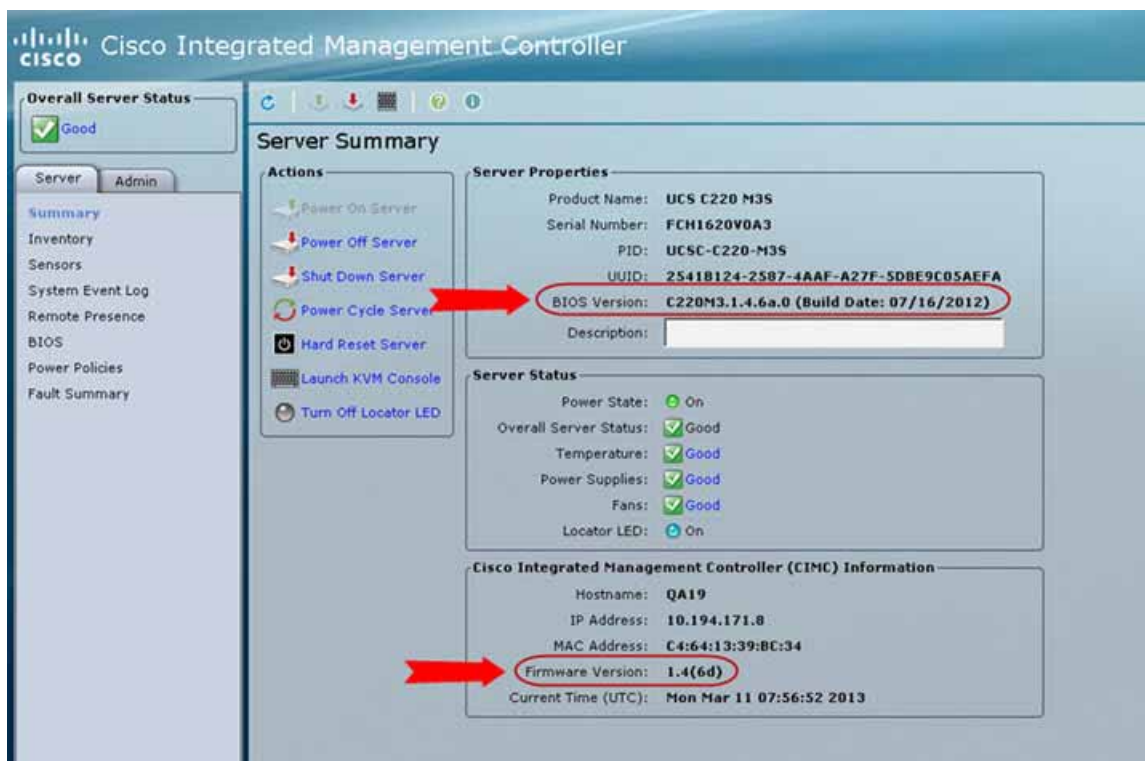 CISCO Cisco Integrated Management Controller
Overall Server Status
Good
Server Admin
Summary
Inventory
Sensors
System Event Log
Remote Presence
BIOS
Power Policies
Fault Summary
Server Summary
Actions
Power On Server
Power Off Server
Shut Down Server
Power Cycle Server
Hard Reset Server
Launch KVM Console
Turn Off Locator LED
Server Properties
Product Name: UCS C220 M3S
Serial Number: FCH1620V0A3
PID: UCSC-C220-M3S
UUID: 25418124-2587-4AAF-A27F-5DBE9C05AEFA
BIOS Version: C220M3.1.4.6a.0 (Build Date: 07/16/2012)
Description:
Server Status
Power State: On
Overall Server Status: Good
Temperature: Good
Power Supplies: Good
Fans: Good
Locator LED: On
Cisco Integrated Management Controller (CIMC) Information
Hostname: QA19
IP Address: 10.194.171.8
MAC Address: C4:64:13:39:BC:34
Firmware Version: 1.4(6d)
Current Time (UTC): Mon Mar 11 07:56:52 2013